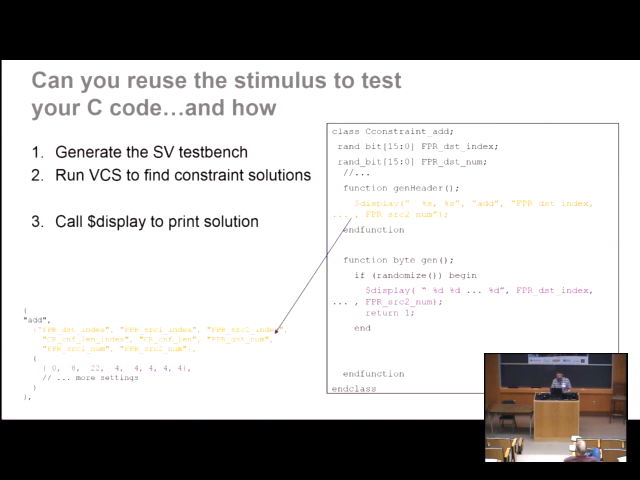 Can you reuse the stimulus to test
your C code…and how
1. Generate the SV testbench
2. Run VCS to find constraint solutions
3. Call $display to print solution
class Cconstraint_add;
rand bit[15:0] FPR_dst_index;
rand_bit[15:0] FPR_dst_num;
//...
function genHeader();
$display(" %s, %s", "add", "FPR_dst_index,
... , FPR_src2_num");
endfunction
function byte gen();
if (randomize()) begin
$display( " %d %d ... %d", FPR_dst_index,
... , FPR_src2_num);
return 1;
end
endfunction
endclass
{
"add",
{"FPR_dst_index", "FPR_src1_index", "FPR_src2_index",
"CR_cnf_len_index", "CR_cnf_len", "FPR_dst_num",
"FPR_src1_num", "FPR_src2_num"},
{
{ 0, 8, 22, 4, 4, 4, 4, 4},
// ... more settings
}
},